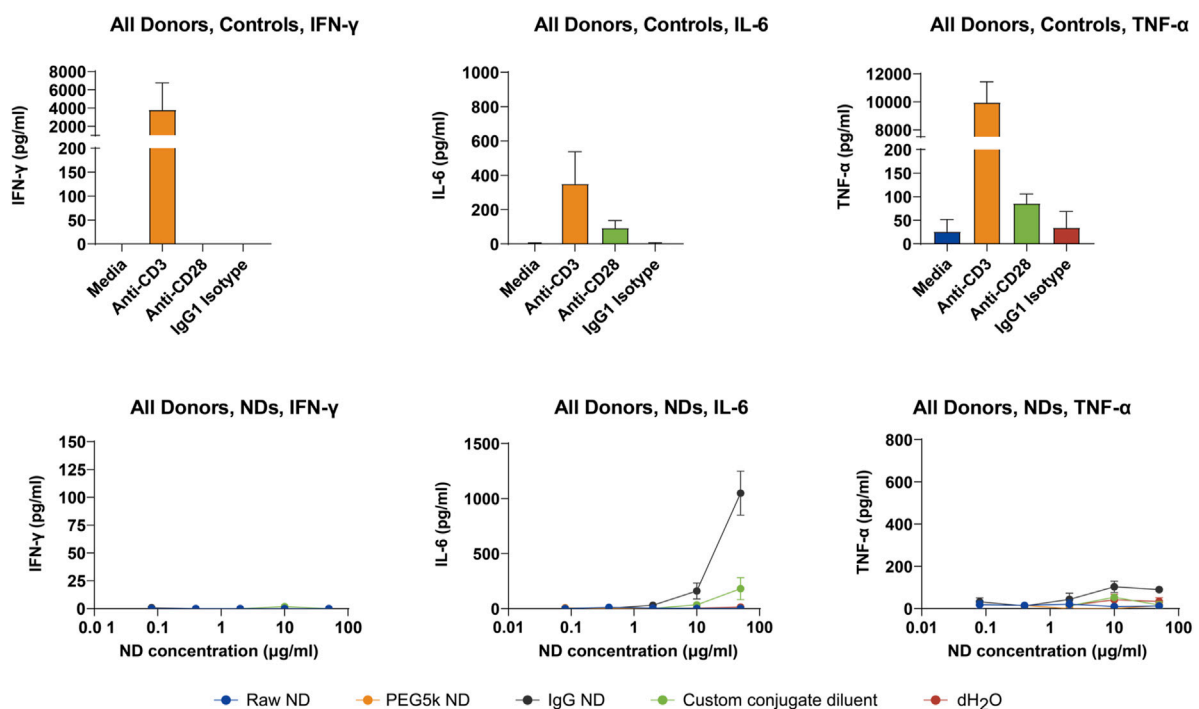 All Donors, Controls, IFN-γ
IFN-γ (pg/ml)
8000
6000
4000
2000
200
150
100
50
0
Media
Anti-CD3
Anti-CD28
IgG1 Isotype
All Donors, Controls, IL-6
IL-6 (pg/ml)
1000
800
600
400
200
0
Media
Anti-CD3
Anti-CD28
IgG1 Isotype
All Donors, Controls, TNF-α
TNF-α (pg/ml)
12000
10000
8000
200
150
100
50
0
Media
Anti-CD3
Anti-CD28
IgG1 Isotype
All Donors, NDs, IFN-γ
IFN-γ (pg/ml)
150
125
100
75
50
25
0
0.0 1 0.1 1 10 100
ND concentration (μg/ml)
All Donors, NDs, IL-6
IL-6 (pg/ml)
1500
1000
500
0
0.01 0.1 1 10 100
ND concentration (μg/ml)
All Donors, NDs, TNF-α
TNF-α (pg/ml)
800
600
400
200
0
0.01 0.1 1 10 100
ND concentration (μg/ml)
Raw ND PEG5k ND IgG ND Custom conjugate diluent dH2O